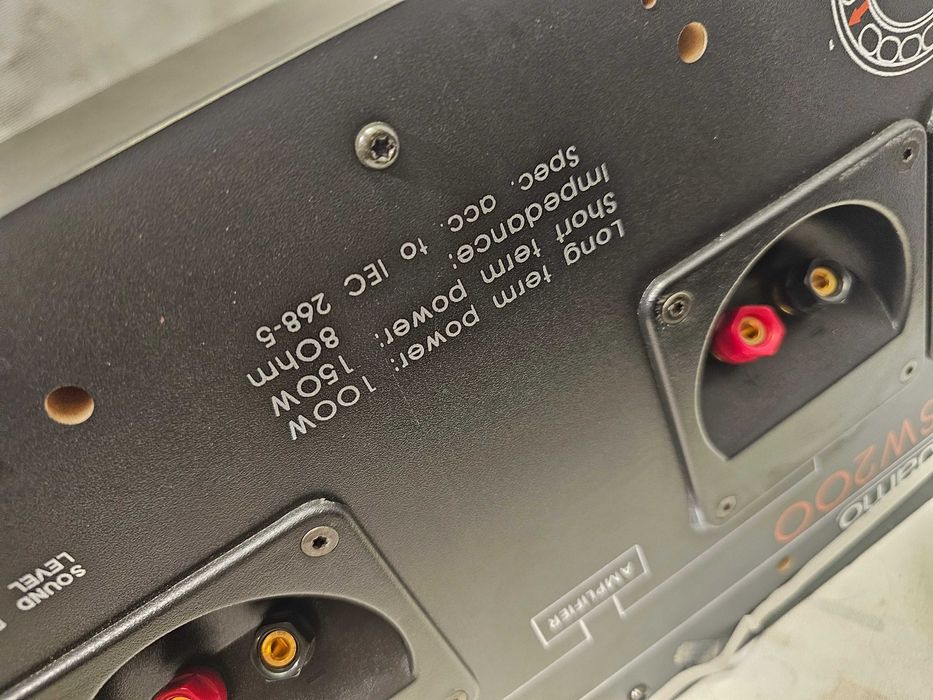 SW200
AMPLIFIER
Long term power: 100W
Short term power: 150W
Impedance: 8Ohm
Spec. acc. to IEC 268-5
SOUND
LEVEL